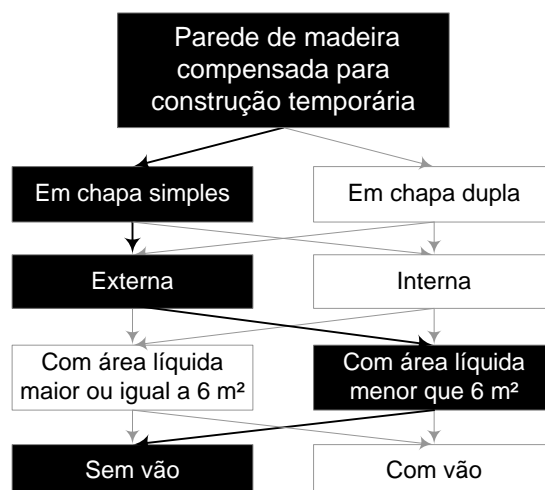 Parede de madeira
compensada para
construção temporária
Em chapa simples
Em chapa dupla
Externa
Interna
Com área líquida
maior ou igual a 6 m²
Com área líquida
menor que 6 m²
Sem vão
Com vão